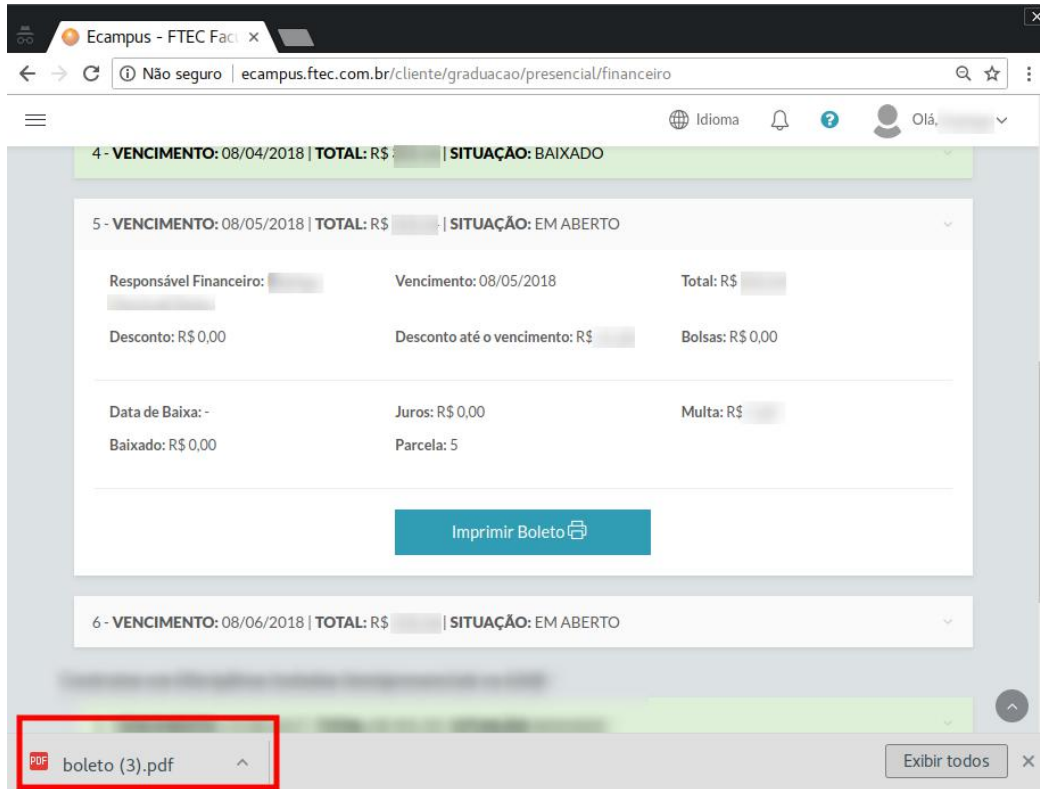 Ecampus - FTEC Facu
Não seguro | ecampus.ftec.com.br/cliente/graduacao/presencial/financeiro
Idioma ? Olá,
4 - VENCIMENTO: 08/04/2018 | TOTAL: R$ | SITUAÇÃO: BAIXADO
5 - VENCIMENTO: 08/05/2018 | TOTAL: R$ | SITUAÇÃO: EM ABERTO
Responsável Financeiro: Vencimento: 08/05/2018 Total: R$
Desconto: R$ 0,00 Desconto até o vencimento: R$ Bolsas: R$ 0,00
Data de Baixa: - Juros: R$ 0,00 Multa: R$
Baixado: R$ 0,00 Parcela: 5
Imprimir Boleto
6 - VENCIMENTO: 08/06/2018 | TOTAL: R$ | SITUAÇÃO: EM ABERTO
PDF boleto (3).pdf Exibir todos